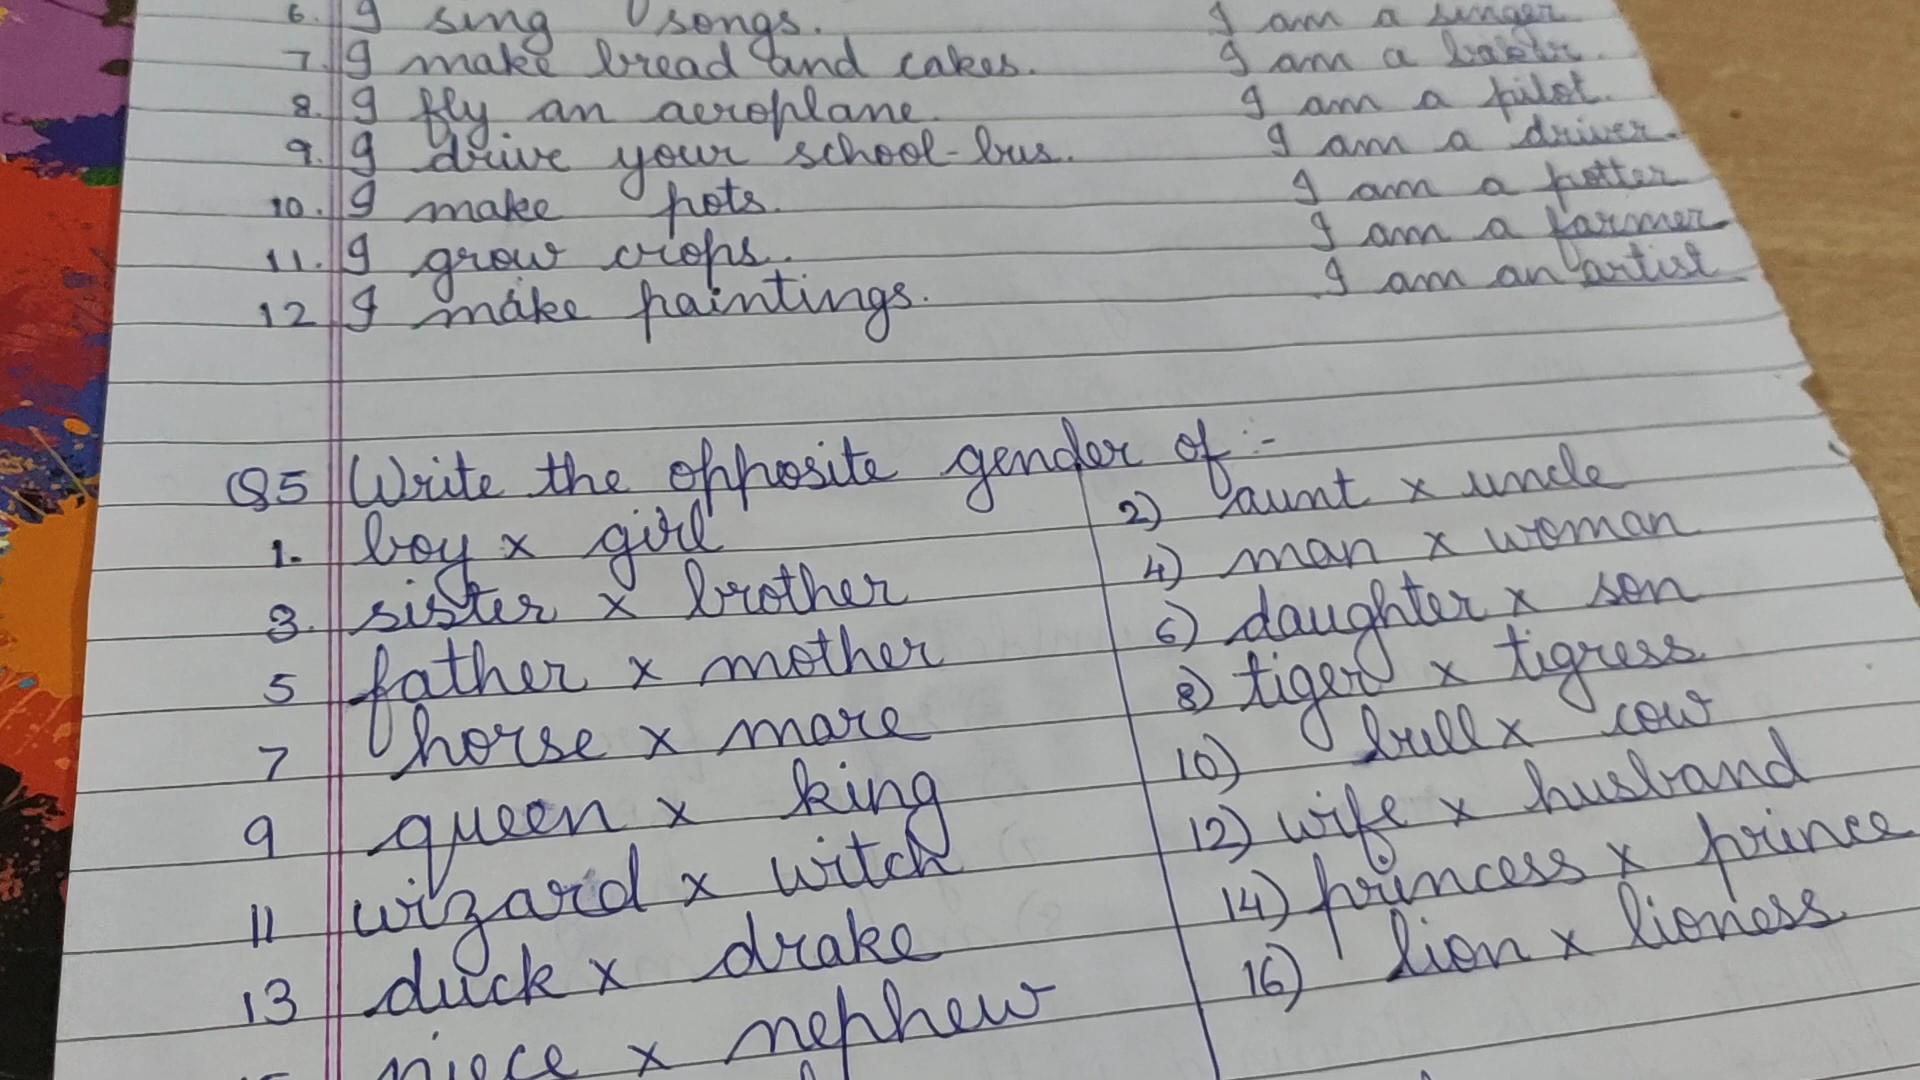 6. I sing songs. I am a singer
7. I make bread and cakes. I am a baker.
8. I fly an aeroplane. I am a pilot.
9. I drive your school-bus. I am a driver.
10. I make pots. I am a potter
11. I grow crops. I am a farmer
12 I make paintings. I am an artist
Q5 Write the opposite gender of :-
1. boy x girl 2) aunt x uncle
3. sister x brother 4) man x woman
5 father x mother 6) daughter x son
7 horse x mare 8) tiger x tigress
9 queen x king 10) bull x cow
11 wizard x witch 12) wife x husband
13 duck x drake 14) princess x prince
niece x nephew 16) lion x lioness